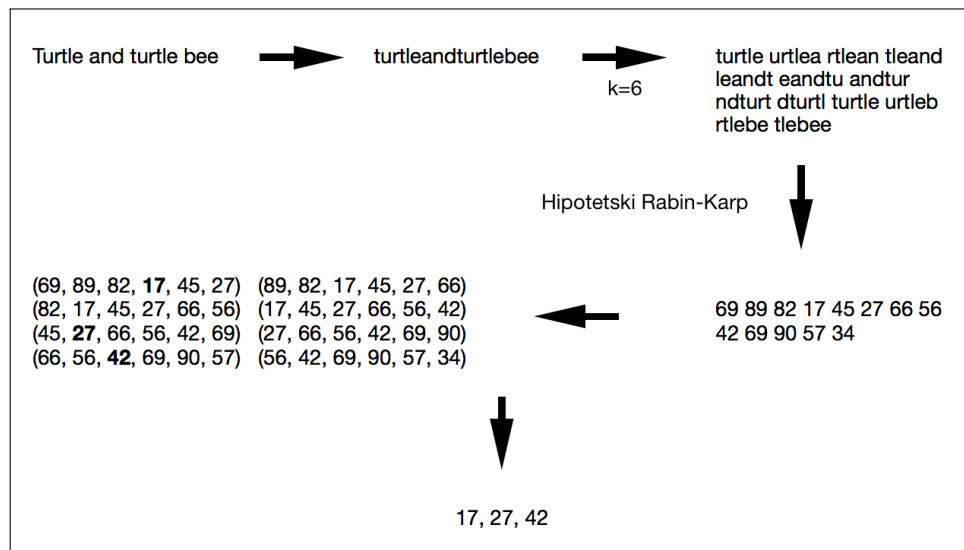 Turtle and turtle bee
turtleandturtlebee
k=6
turtle urtlea rtlean tleand
leandt eandtu andtur
ndturt dturtl turtle urtleb
rtlebe tlebee
Hipotetski Rabin-Karp
69 89 82 17 45 27 66 56
42 69 90 57 34
(69, 89, 82, 17, 45, 27) (89, 82, 17, 45, 27, 66)
(82, 17, 45, 27, 66, 56) (17, 45, 27, 66, 56, 42)
(45, 27, 66, 56, 42, 69) (27, 66, 56, 42, 69, 90)
(66, 56, 42, 69, 90, 57) (56, 42, 69, 90, 57, 34)
17, 27, 42